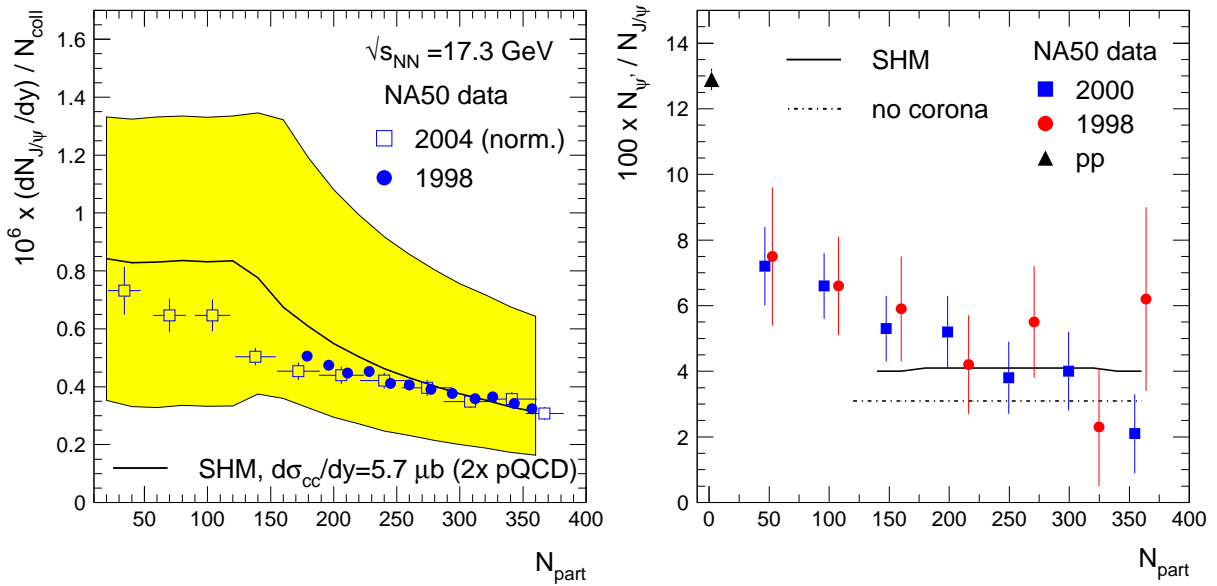 10⁶ x (dN_J/ψ /dy) / N_coll
1.6
1.4
1.2
1
0.8
0.6
0.4
0.2
0
√s_NN =17.3 GeV
NA50 data
2004 (norm.)
1998
SHM, dσ_cc/dy=5.7 μb (2x pQCD)
50 100 150 200 250 300 350 400
N_part
100 x N_ψ' / N_J/ψ
14
12
10
8
6
4
2
0
SHM
no corona
NA50 data
2000
1998
pp
0 50 100 150 200 250 300 350 400
N_part